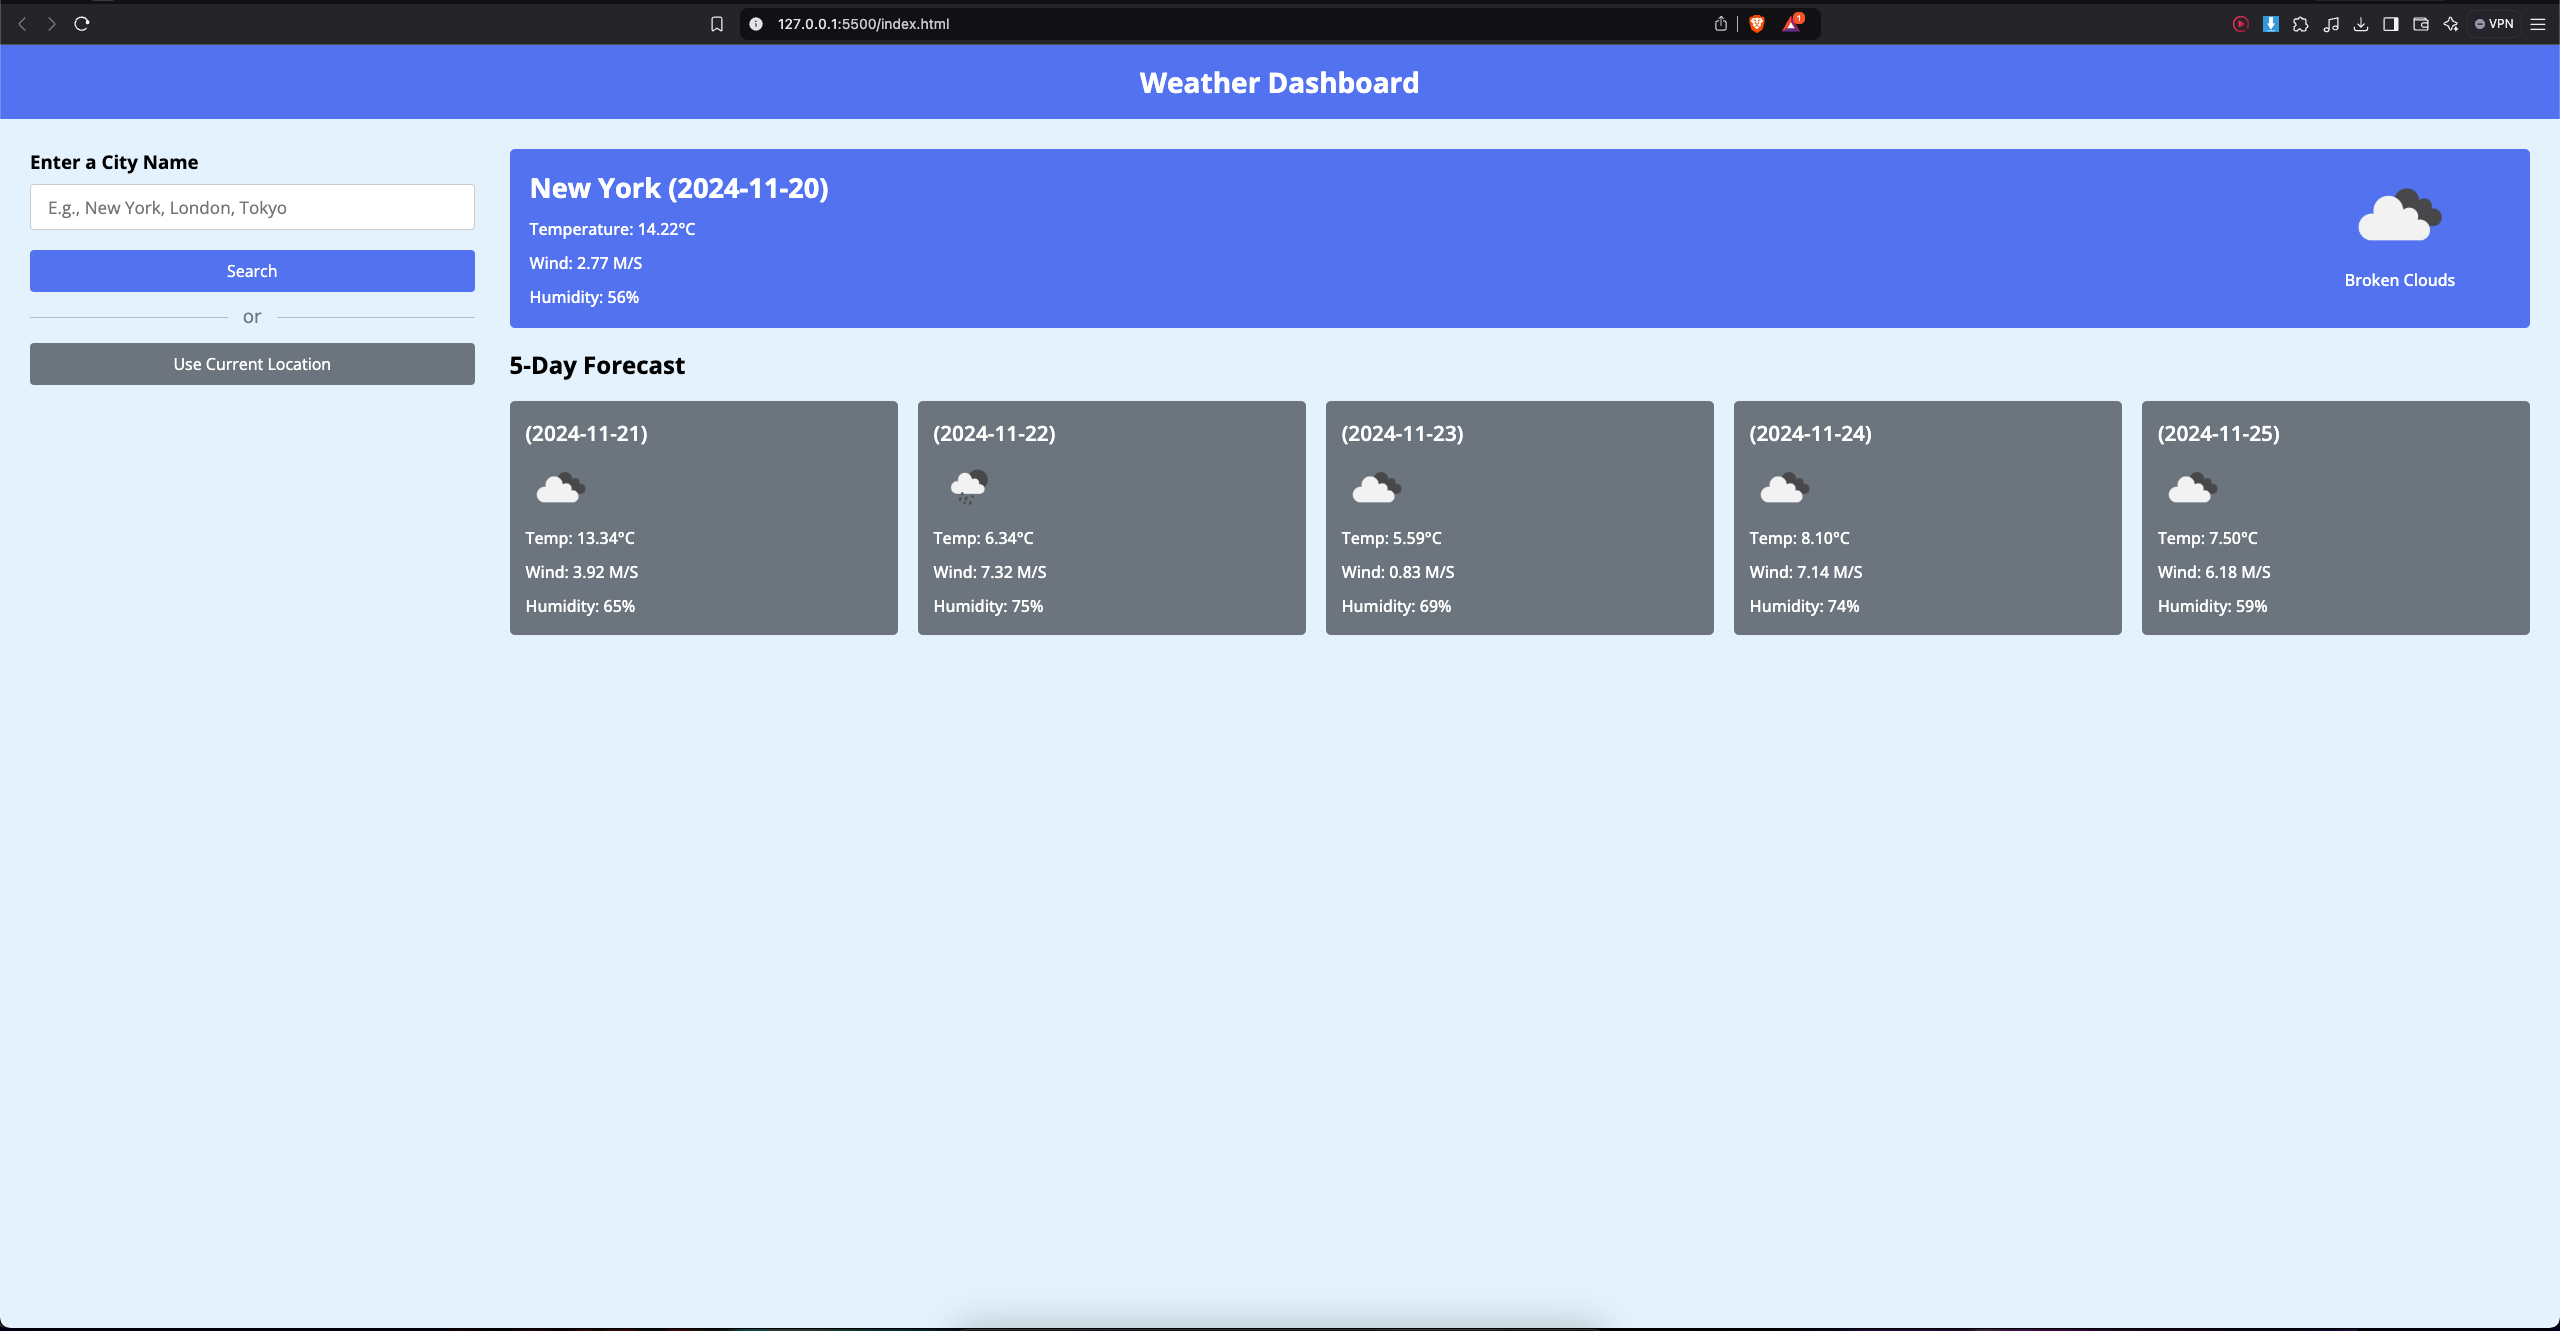 127.0.0.1:5500/index.html
1
VPN
Weather Dashboard
Enter a City Name
E.g., New York, London, Tokyo
Search
or
Use Current Location
New York (2024-11-20)
Temperature: 14.22°C
Wind: 2.77 M/S
Humidity: 56%
Broken Clouds
5-Day Forecast
(2024-11-21)
Temp: 13.34°C
Wind: 3.92 M/S
Humidity: 65%
(2024-11-22)
Temp: 6.34°C
Wind: 7.32 M/S
Humidity: 75%
(2024-11-23)
Temp: 5.59°C
Wind: 0.83 M/S
Humidity: 69%
(2024-11-24)
Temp: 8.10°C
Wind: 7.14 M/S
Humidity: 74%
(2024-11-25)
Temp: 7.50°C
Wind: 6.18 M/S
Humidity: 59%